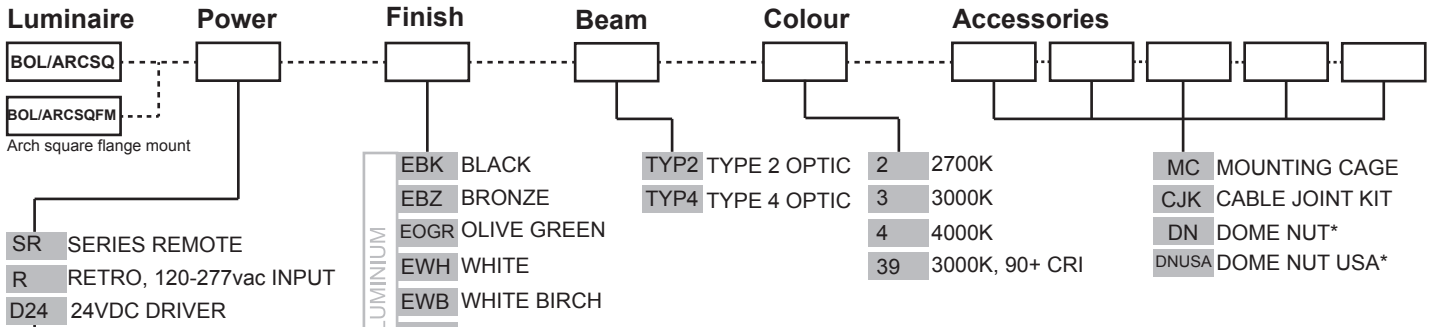 Luminaire Power Finish Beam Colour Accessories
BOL/ARCSQ
BOL/ARCSQFM
Arch square flange mount
SR SERIES REMOTE
R RETRO, 120-277vac INPUT
D24 24VDC DRIVER
EBK BLACK
EBZ BRONZE
EOGR OLIVE GREEN
EWH WHITE
EWB WHITE BIRCH
TYP2 TYPE 2 OPTIC
TYP4 TYPE 4 OPTIC
2 2700K
3 3000K
4 4000K
39 3000K, 90+ CRI
MC MOUNTING CAGE
CJK CABLE JOINT KIT
DN DOME NUT*
DNUSA DOME NUT USA*